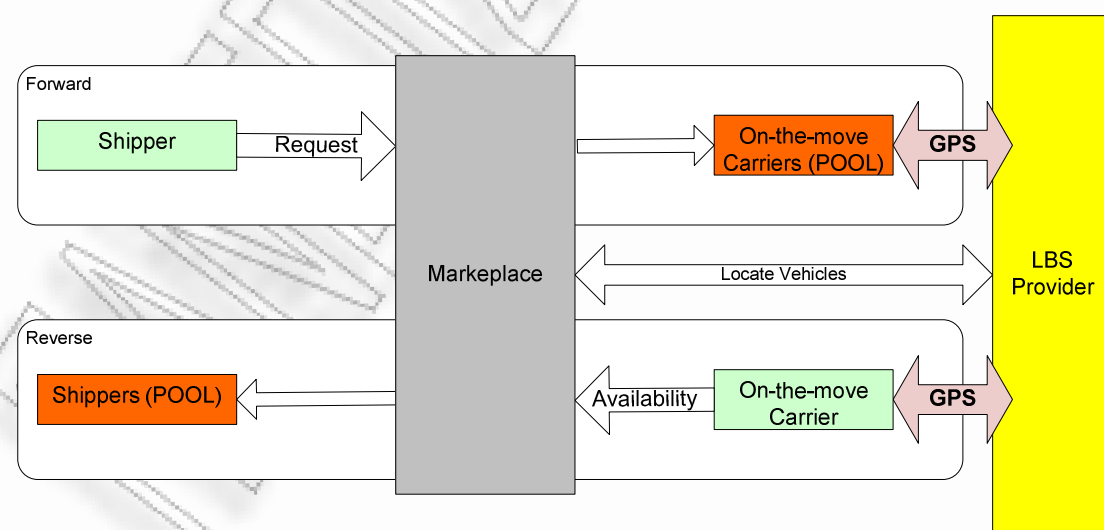 Forward
Shipper
Request
On-the-move
Carriers (POOL)
GPS
Markeplace
Locate Vehicles
LBS
Provider
Reverse
Shippers (POOL)
Availability
On-the-move
Carrier
GPS